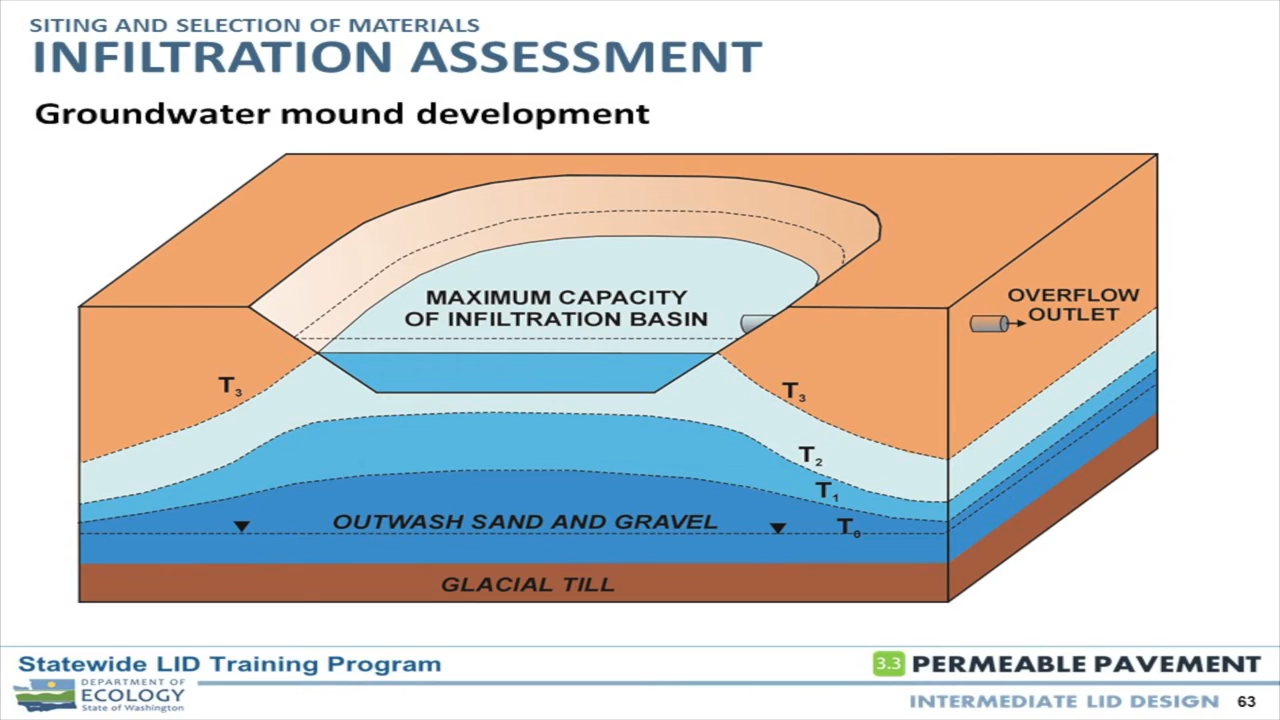 SITING AND SELECTION OF MATERIALS
INFILTRATION ASSESSMENT
Groundwater mound development
MAXIMUM CAPACITY
OF INFILTRATION BASIN
OVERFLOW
OUTLET
T3
T3
T2
T1
OUTWASH SAND AND GRAVEL
T0
GLACIAL TILL
Statewide LID Training Program
3.3 PERMEABLE PAVEMENT
DEPARTMENT OF
ECOLOGY
State of Washington
INTERMEDIATE LID DESIGN 63